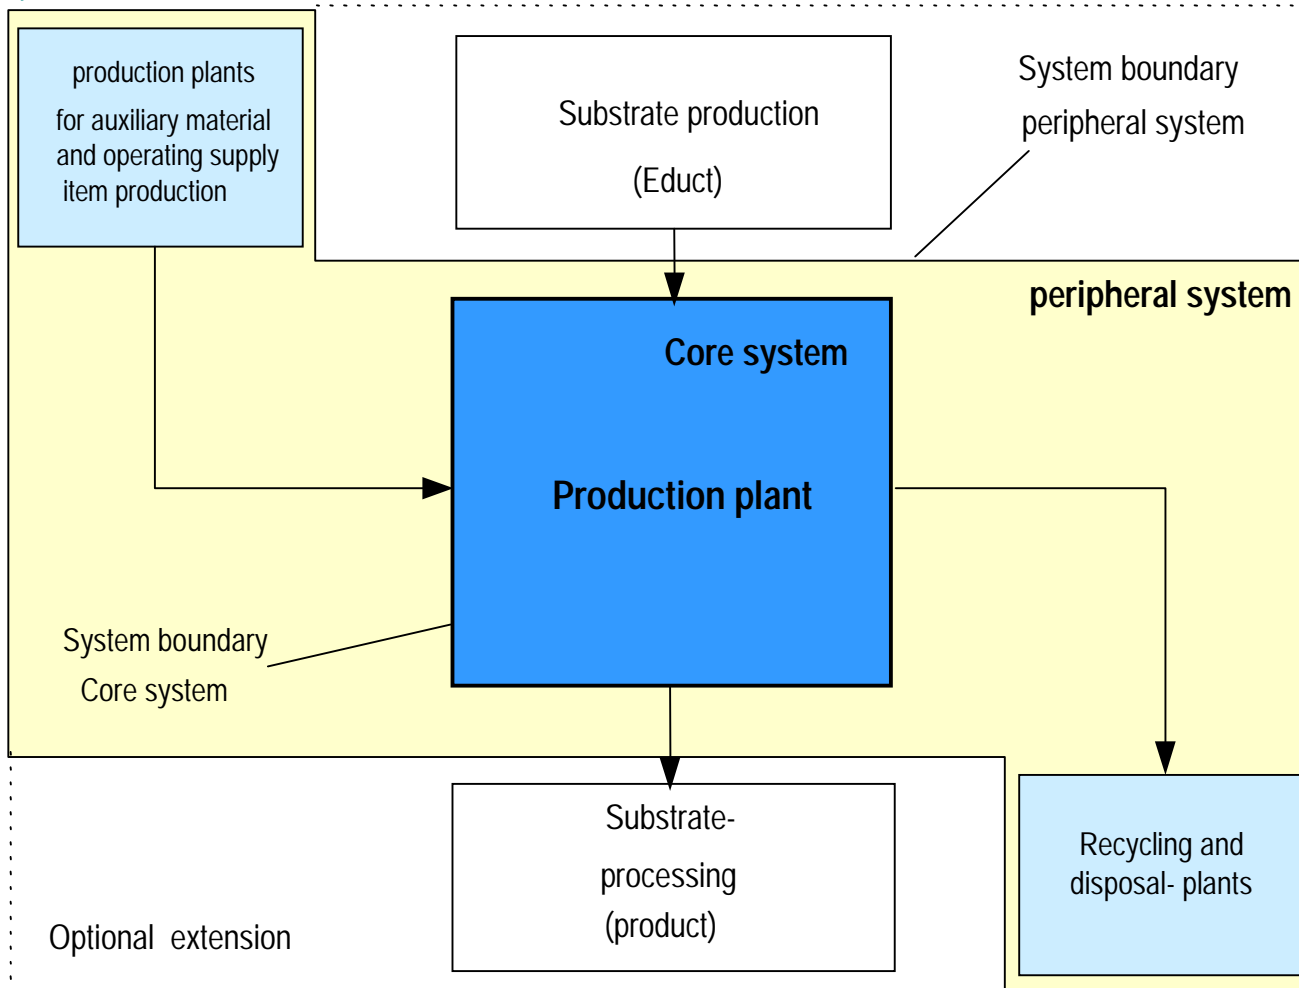 production plants
for auxiliary material
and operating supply
item production
Substrate production
(Educt)
System boundary
peripheral system
peripheral system
Core system
Production plant
System boundary
Core system
Substrate-
processing
(product)
Recycling and
disposal- plants
Optional extension